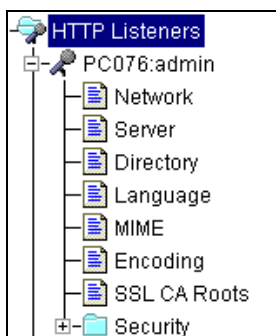 HTTP Listeners
PC076:admin
Network
Server
Directory
Language
MIME
Encoding
SSL CA Roots
Security